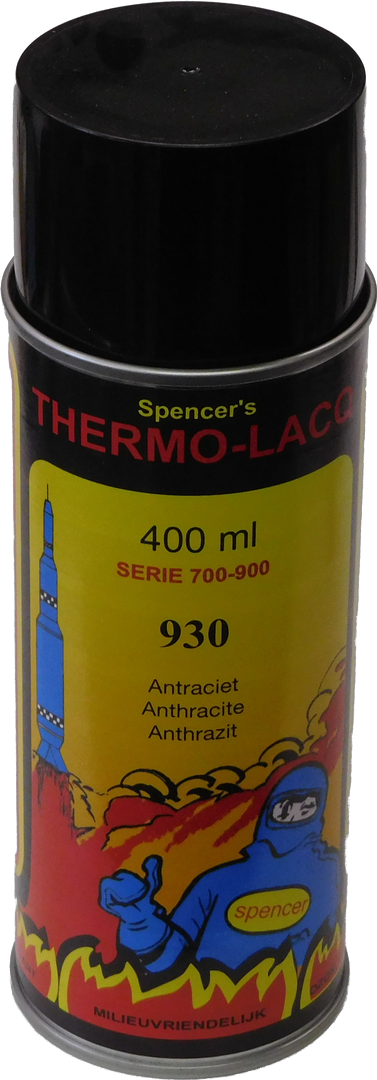 Spencer's
THERMO-LACQ
400 ml
SERIE 700-900
930
Antraciet
Anthracite
Anthrazit
spencer
MILIEUVRIENDELIJK